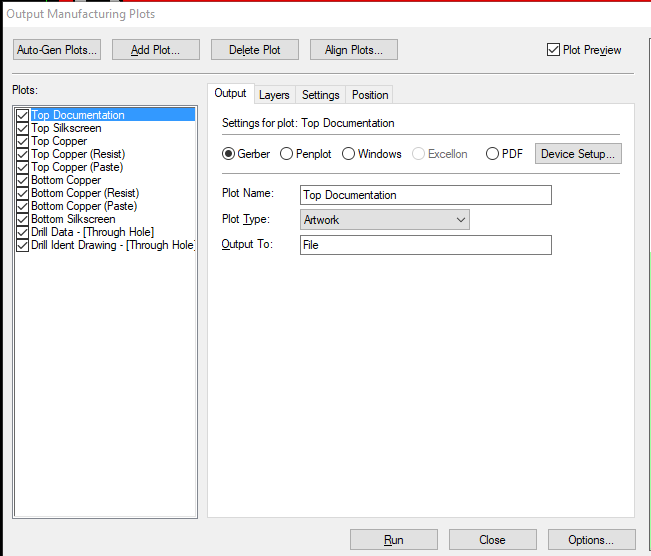 Output Manufacturing Plots
Auto-Gen Plots... Add Plot... Delete Plot Align Plots... Plot Preview
Plots:
Top Documentation
Top Silkscreen
Top Copper
Top Copper (Resist)
Top Copper (Paste)
Bottom Copper
Bottom Copper (Resist)
Bottom Copper (Paste)
Bottom Silkscreen
Drill Data - [Through Hole]
Drill Ident Drawing - [Through Hole]
Output Layers Settings Position
Settings for plot: Top Documentation
Gerber Penplot Windows Excellon PDF Device Setup...
Plot Name: Top Documentation
Plot Type: Artwork
Output To: File
Run Close Options...